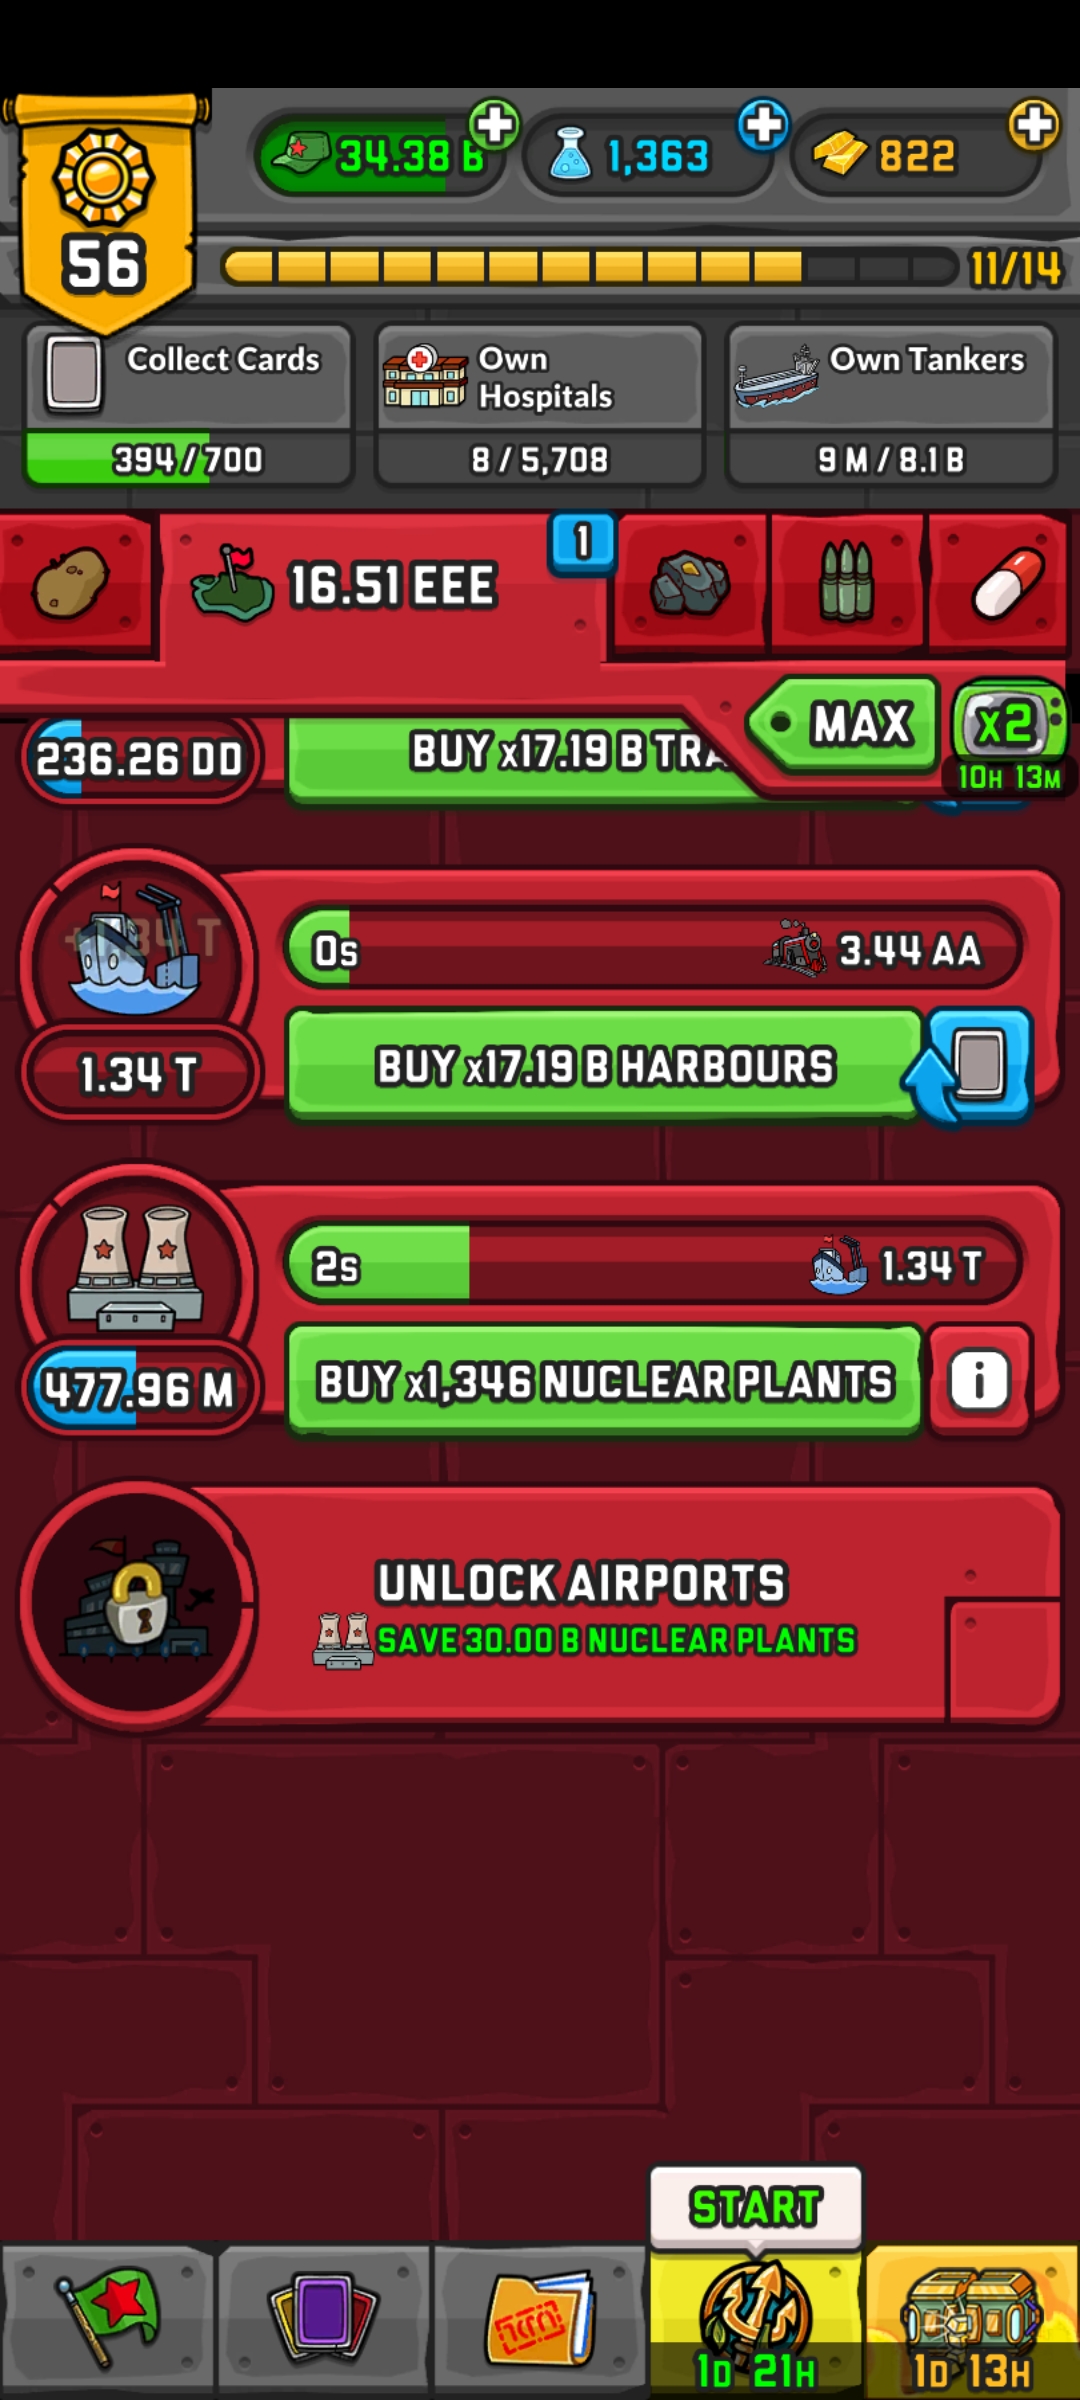 34.38 B
1,363
822
56
11/14
Collect Cards
394 / 700
Own
Hospitals
8 / 5,708
Own Tankers
9 M / 8.1 B
16.51 EEE
1
MAX
x2
10H 13M
236.26 DD
BUY x17.19 B TRA
0s
3.44 AA
1.34 T
BUY x17.19 B HARBOURS
2s
1.34 T
477.96 M
BUY x1,346 NUCLEAR PLANTS
i
UNLOCK AIRPORTS
SAVE 30.00 B NUCLEAR PLANTS
START
1D 21H
1D 13H